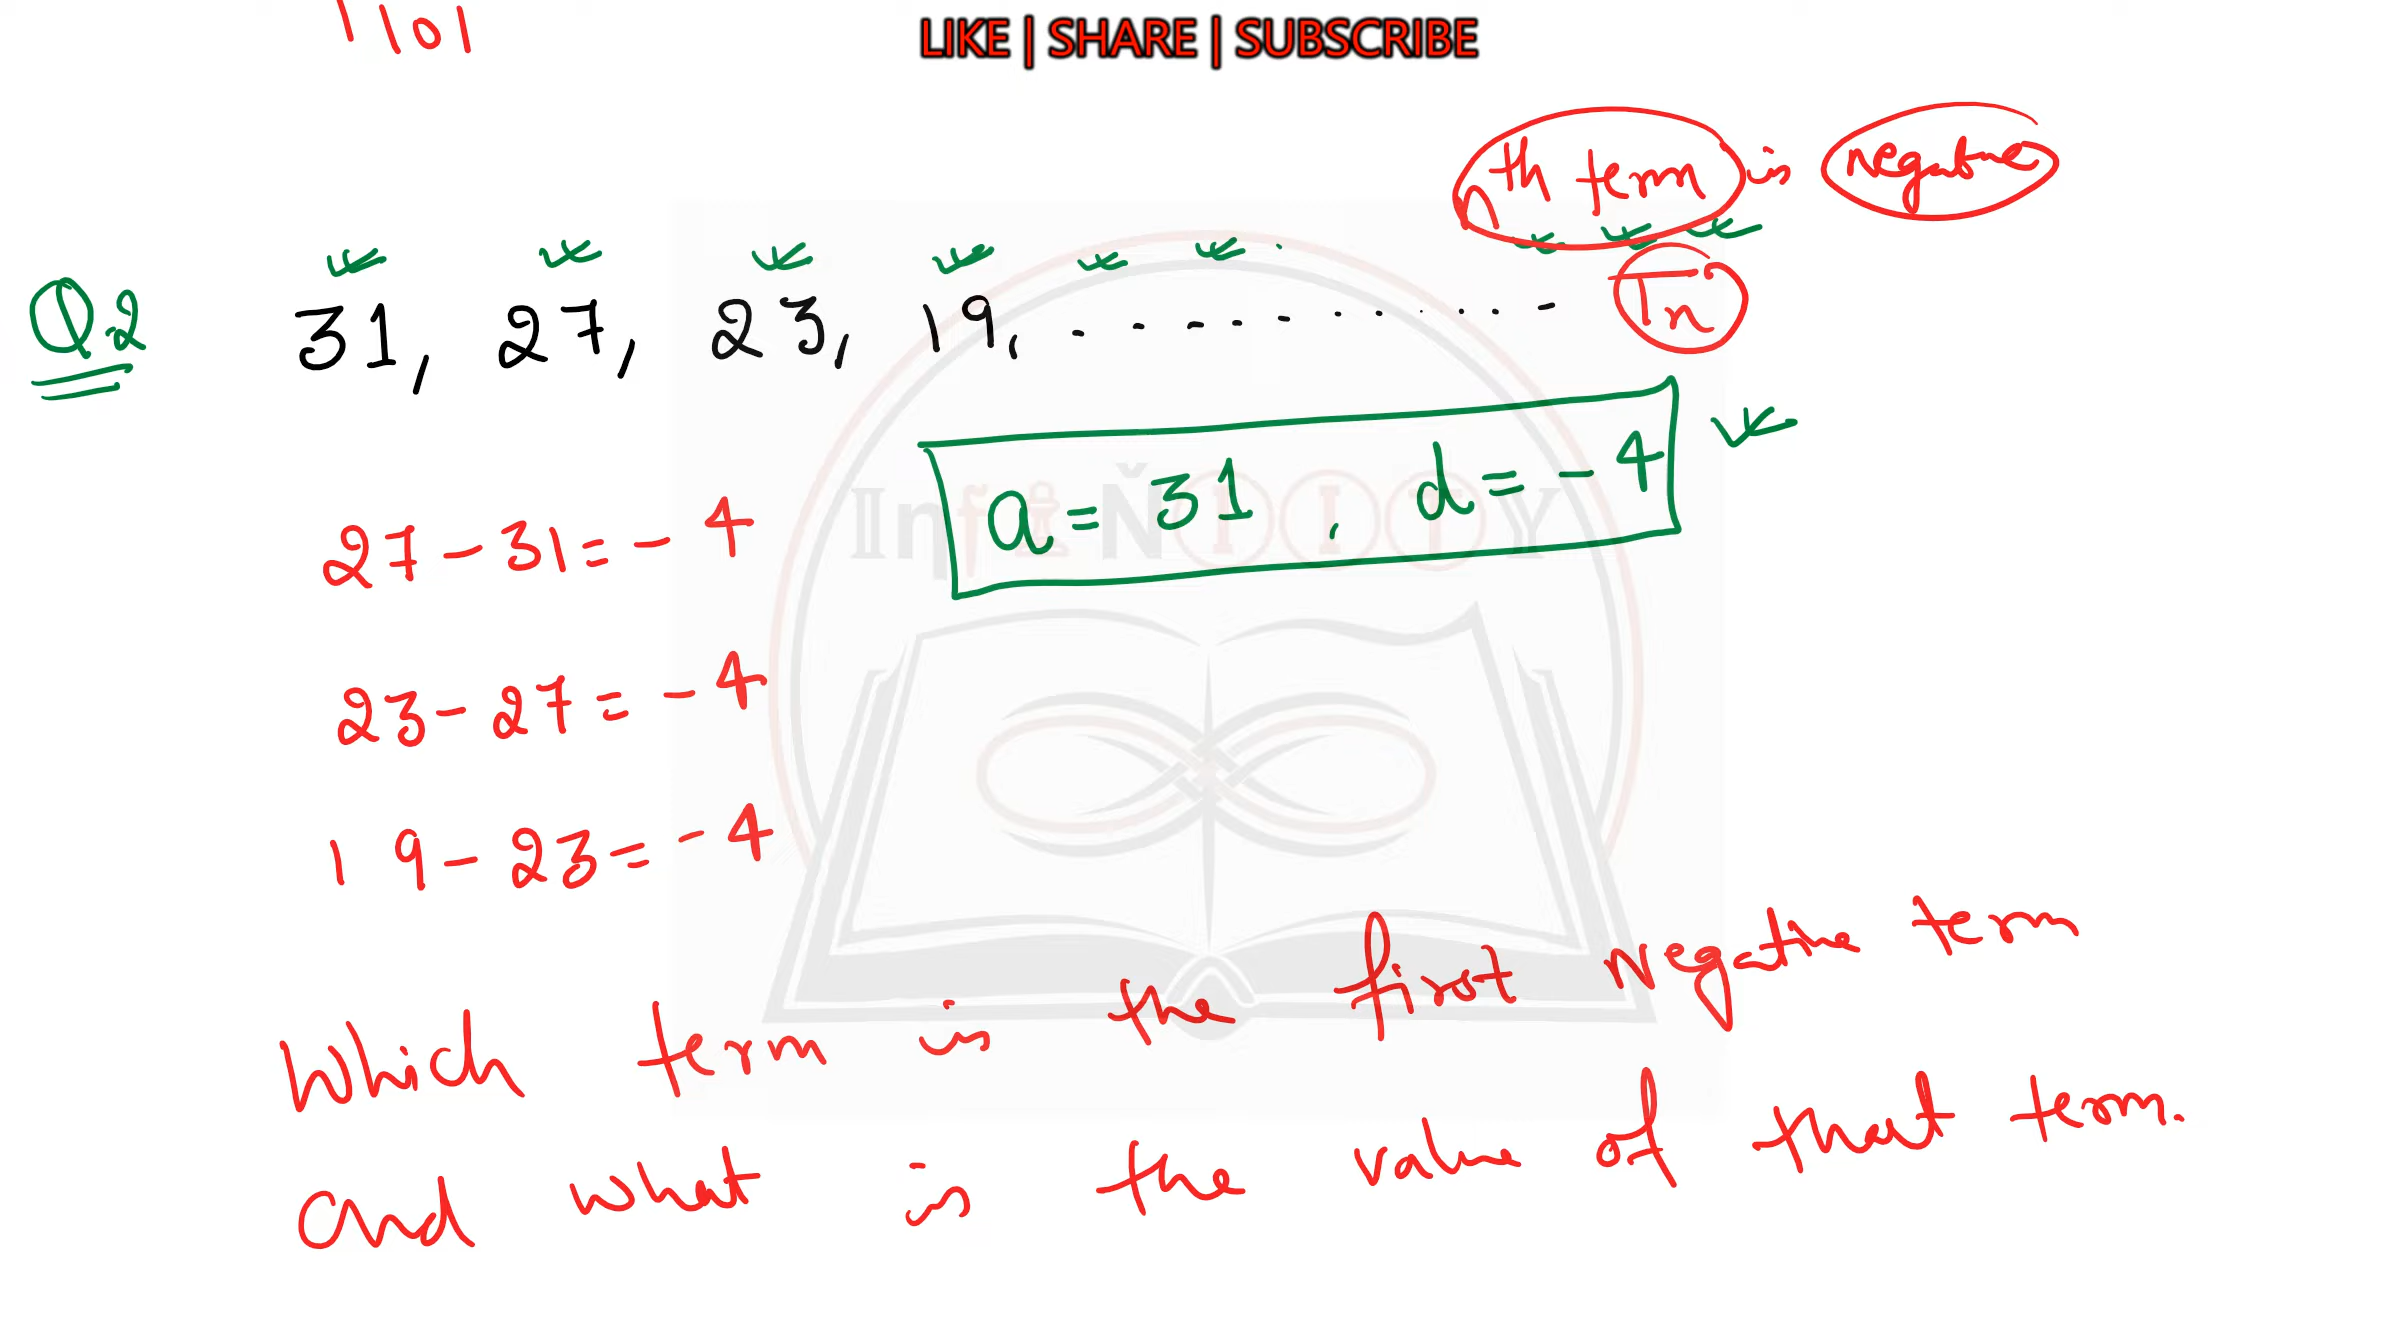 1101
LIKE | SHARE | SUBSCRIBE
nth term is negative
Q.2 31, 27, 23, 19, ............... Tn
a = 31 , d = -4
InfiŇIITY
27 - 31 = - 4
23 - 27 = - 4
19 - 23 = - 4
Which term is the first Negative term
and what is the value of that term.